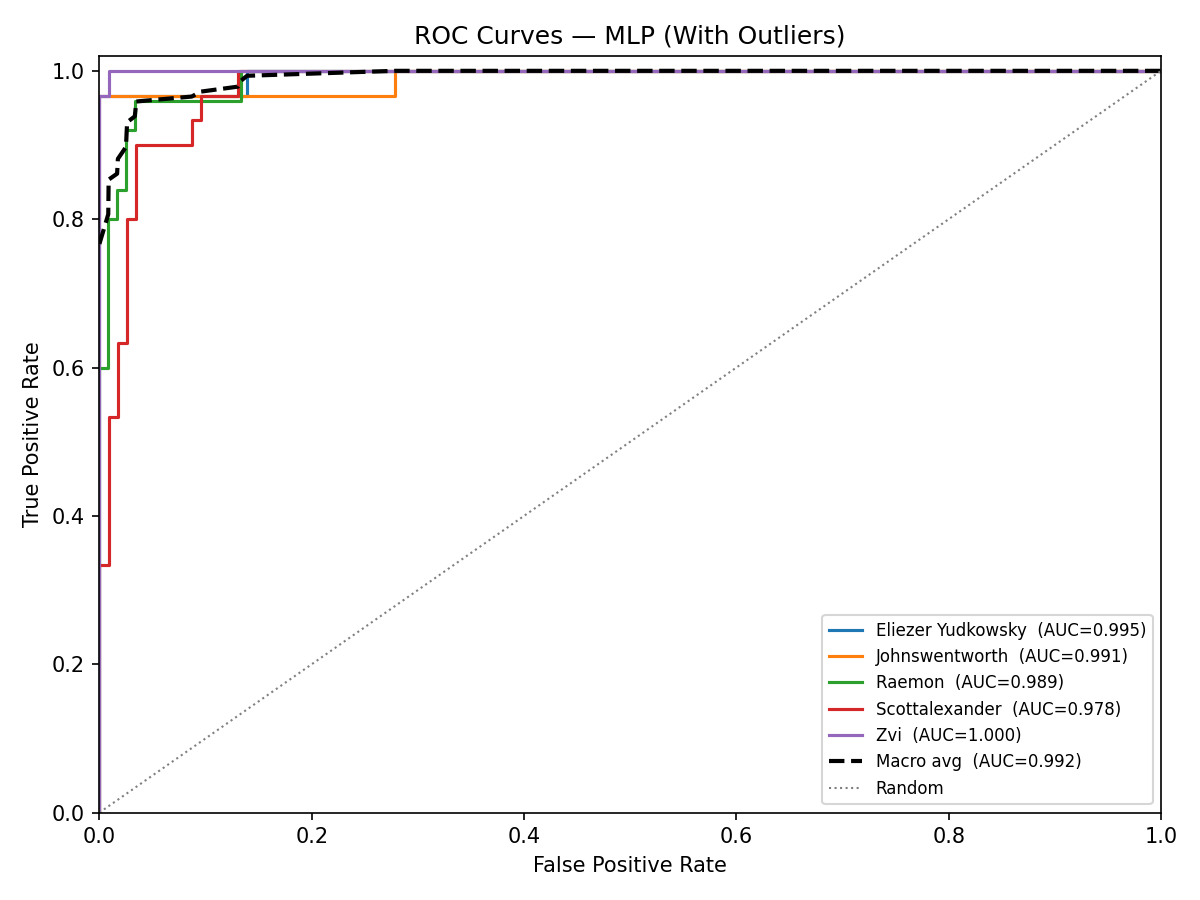 ROC Curves — MLP (With Outliers)
True Positive Rate
1.0
0.8
0.6
0.4
0.2
0.0
0.0 0.2 0.4 0.6 0.8 1.0
False Positive Rate
Eliezer Yudkowsky (AUC=0.995)
Johnswentworth (AUC=0.991)
Raemon (AUC=0.989)
Scottalexander (AUC=0.978)
Zvi (AUC=1.000)
Macro avg (AUC=0.992)
Random